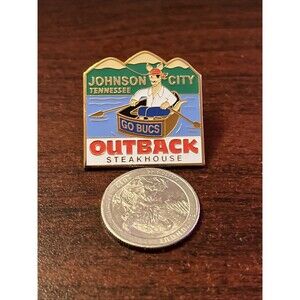 JOHNSON CITY
TENNESSEE
GO BUCS
OUTBACK
STEAKHOUSE